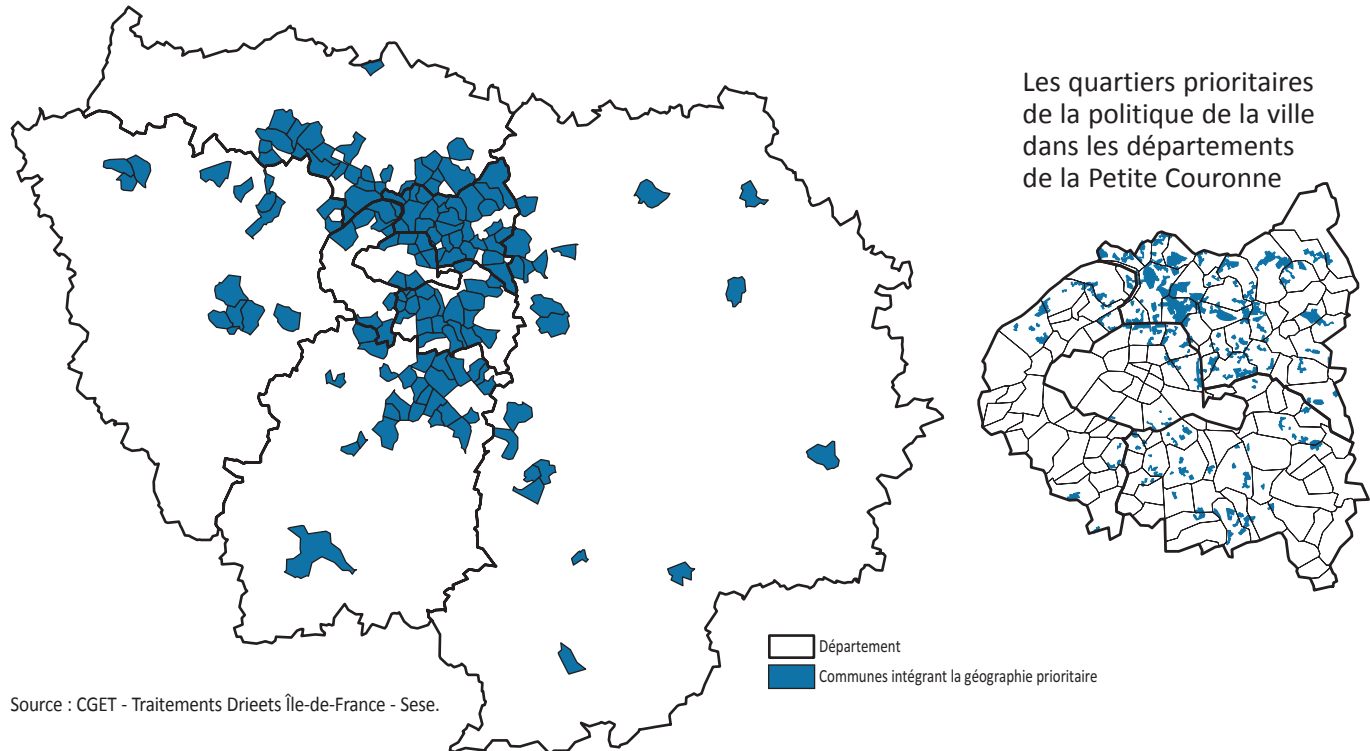 Les quartiers prioritaires
de la politique de la ville
dans les départements
de la Petite Couronne
Département
Communes intégrant la géographie prioritaire
Source : CGET - Traitements Drieets Île-de-France - Sese.